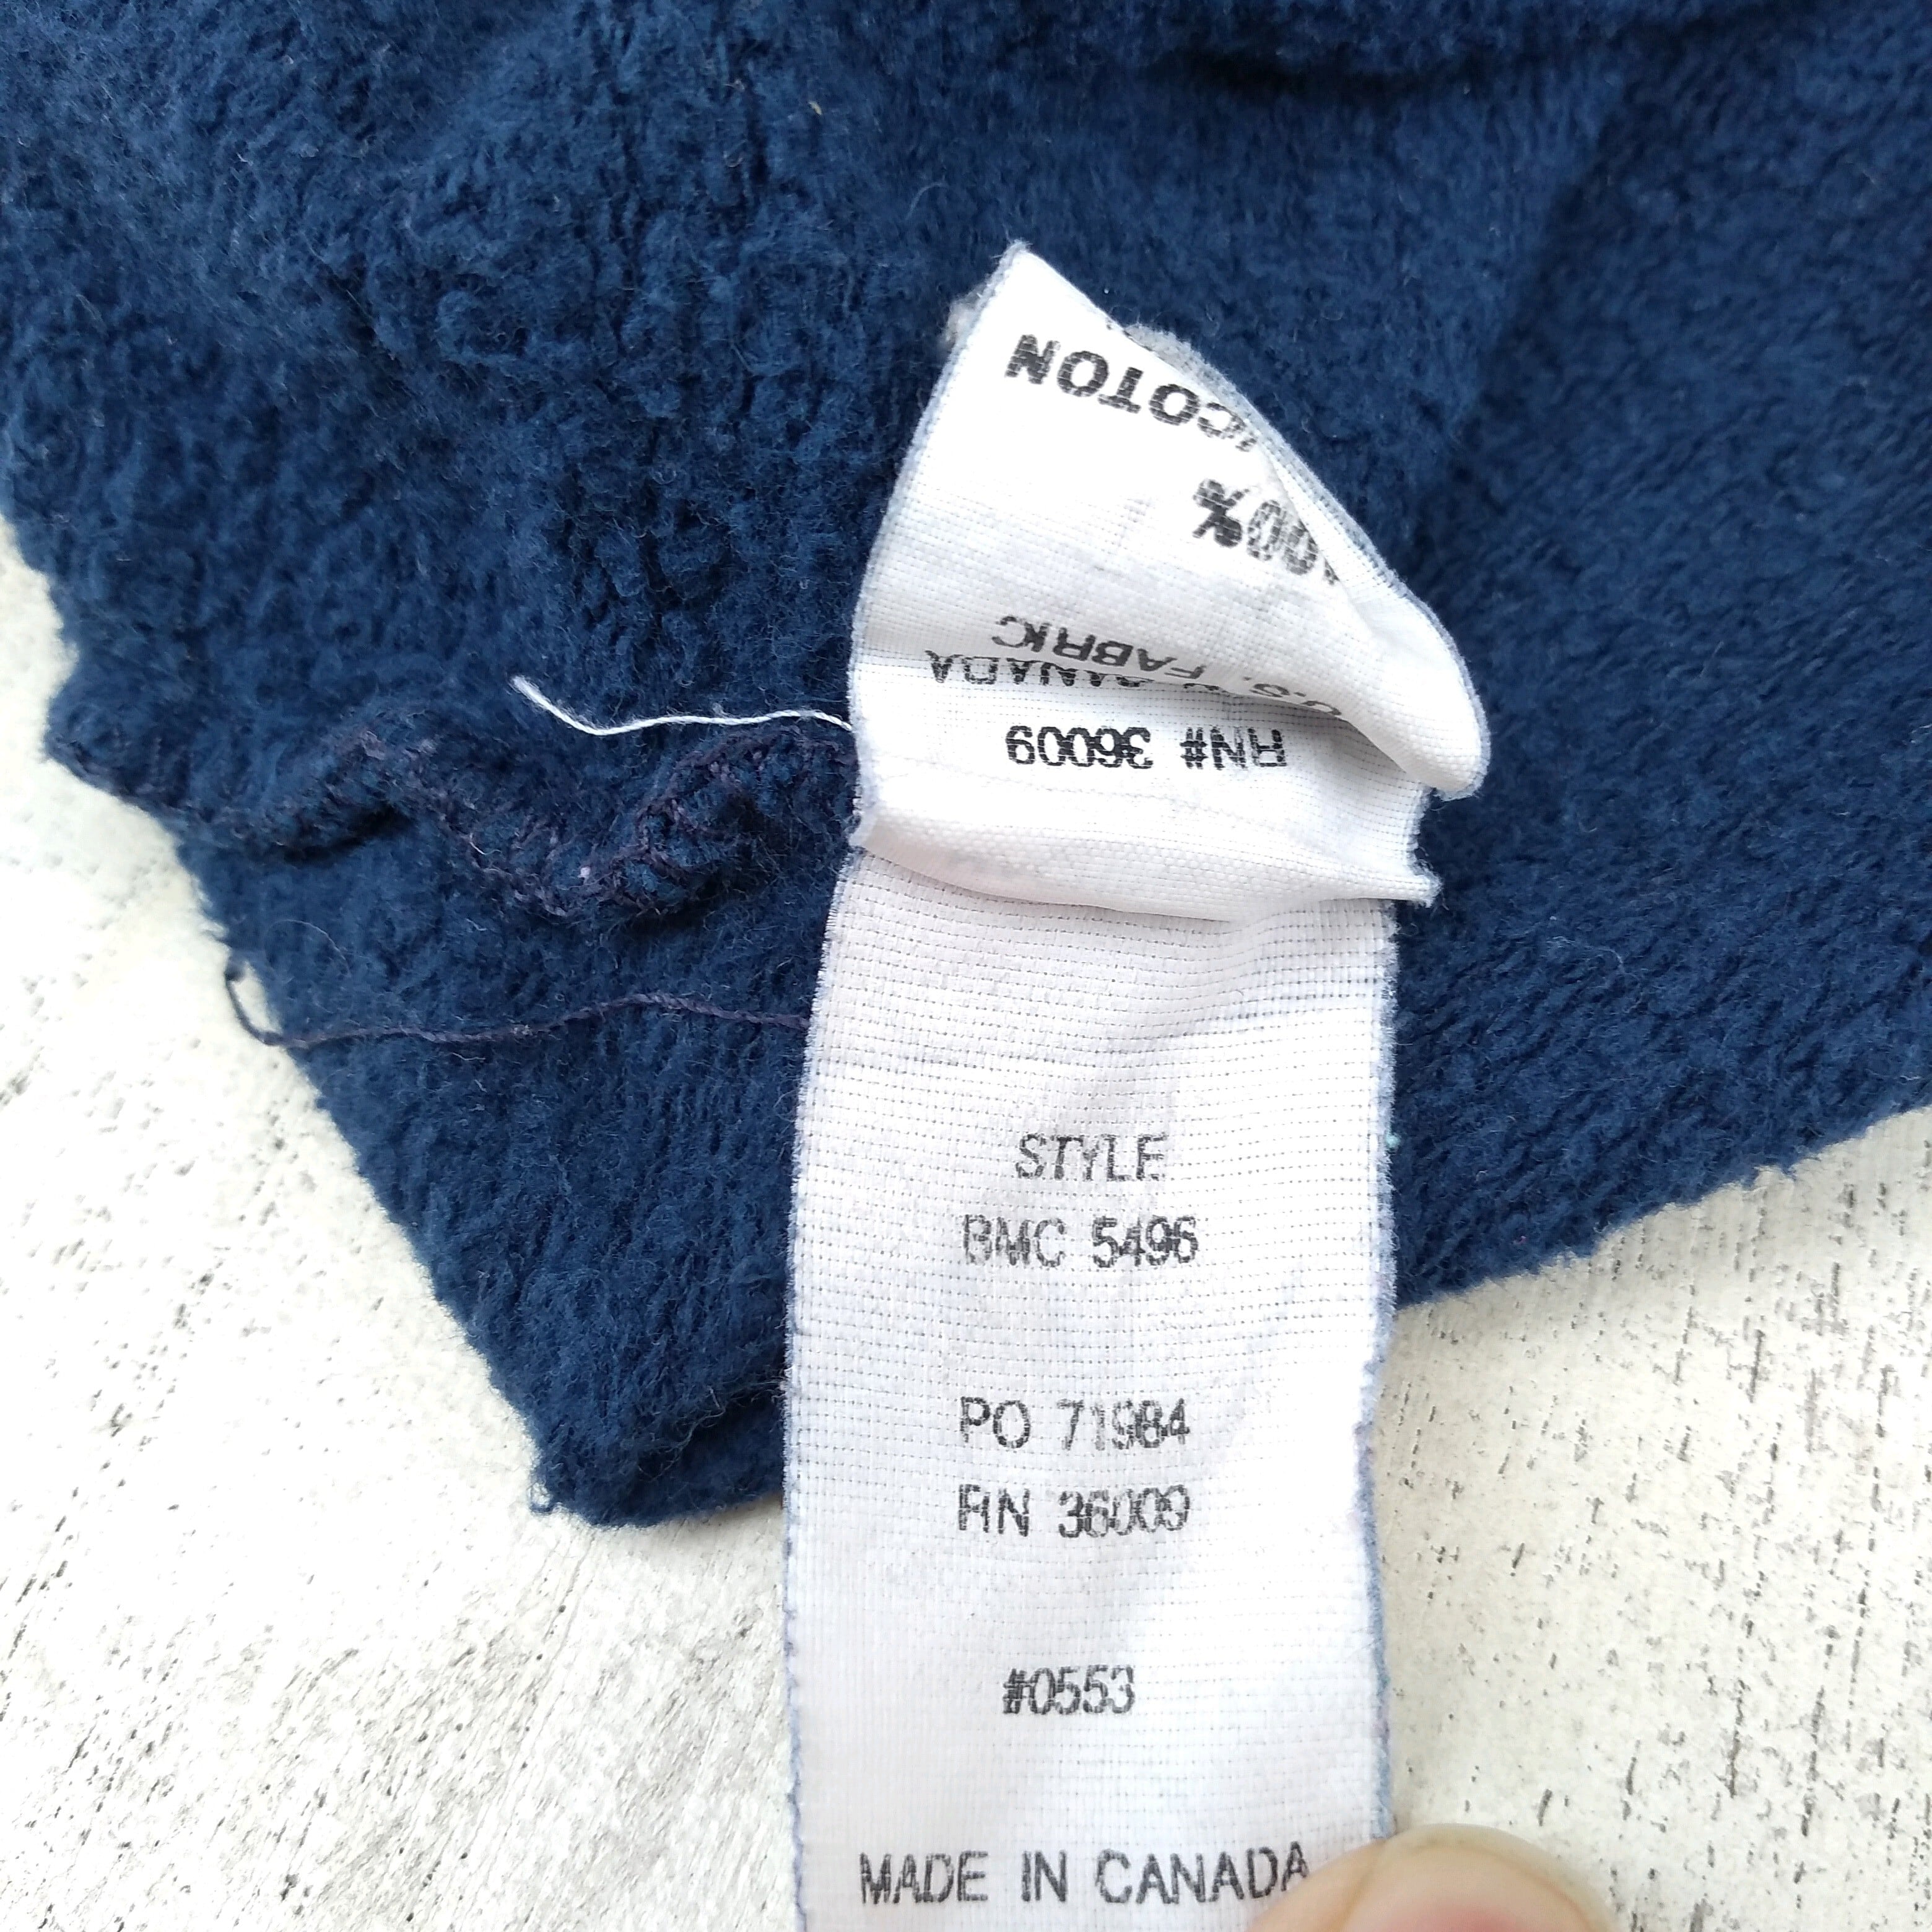 RN# 36009
CANADA
U.S. FABRIC
100%
COTON
STYLE
BMC 5496
PO 71984
RN 36009
#0553
MADE IN CANADA